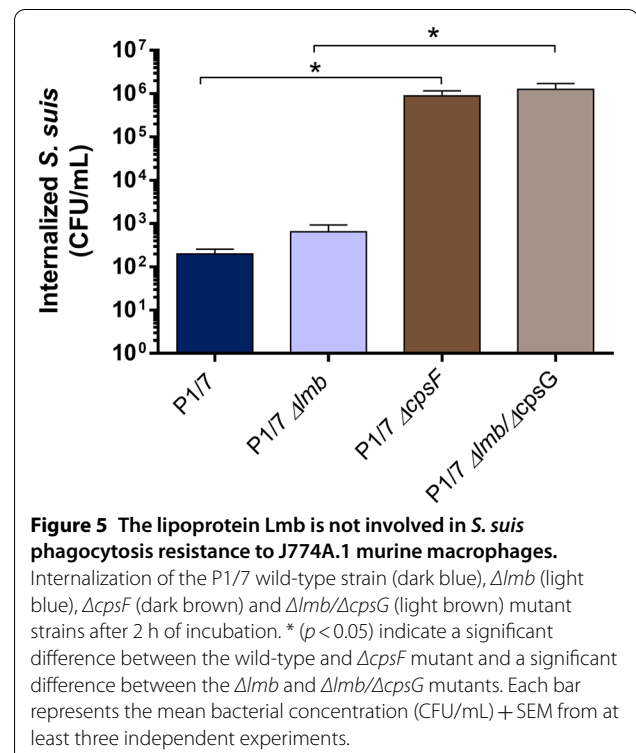 *
*
10⁷
10⁶
10⁵
10⁴
10³
10²
10¹
10⁰
Internalized S. suis
(CFU/mL)
P1/7
P1/7 Δlmb
P1/7 ΔcpsF
P1/7 Δlmb/ΔcpsG
Figure 5 The lipoprotein Lmb is not involved in S. suis
phagocytosis resistance to J774A.1 murine macrophages.
Internalization of the P1/7 wild-type strain (dark blue), Δlmb (light
blue), ΔcpsF (dark brown) and Δlmb/ΔcpsG (light brown) mutant
strains after 2 h of incubation. * (p < 0.05) indicate a significant
difference between the wild-type and ΔcpsF mutant and a significant
difference between the Δlmb and Δlmb/ΔcpsG mutants. Each bar
represents the mean bacterial concentration (CFU/mL) + SEM from at
least three independent experiments.